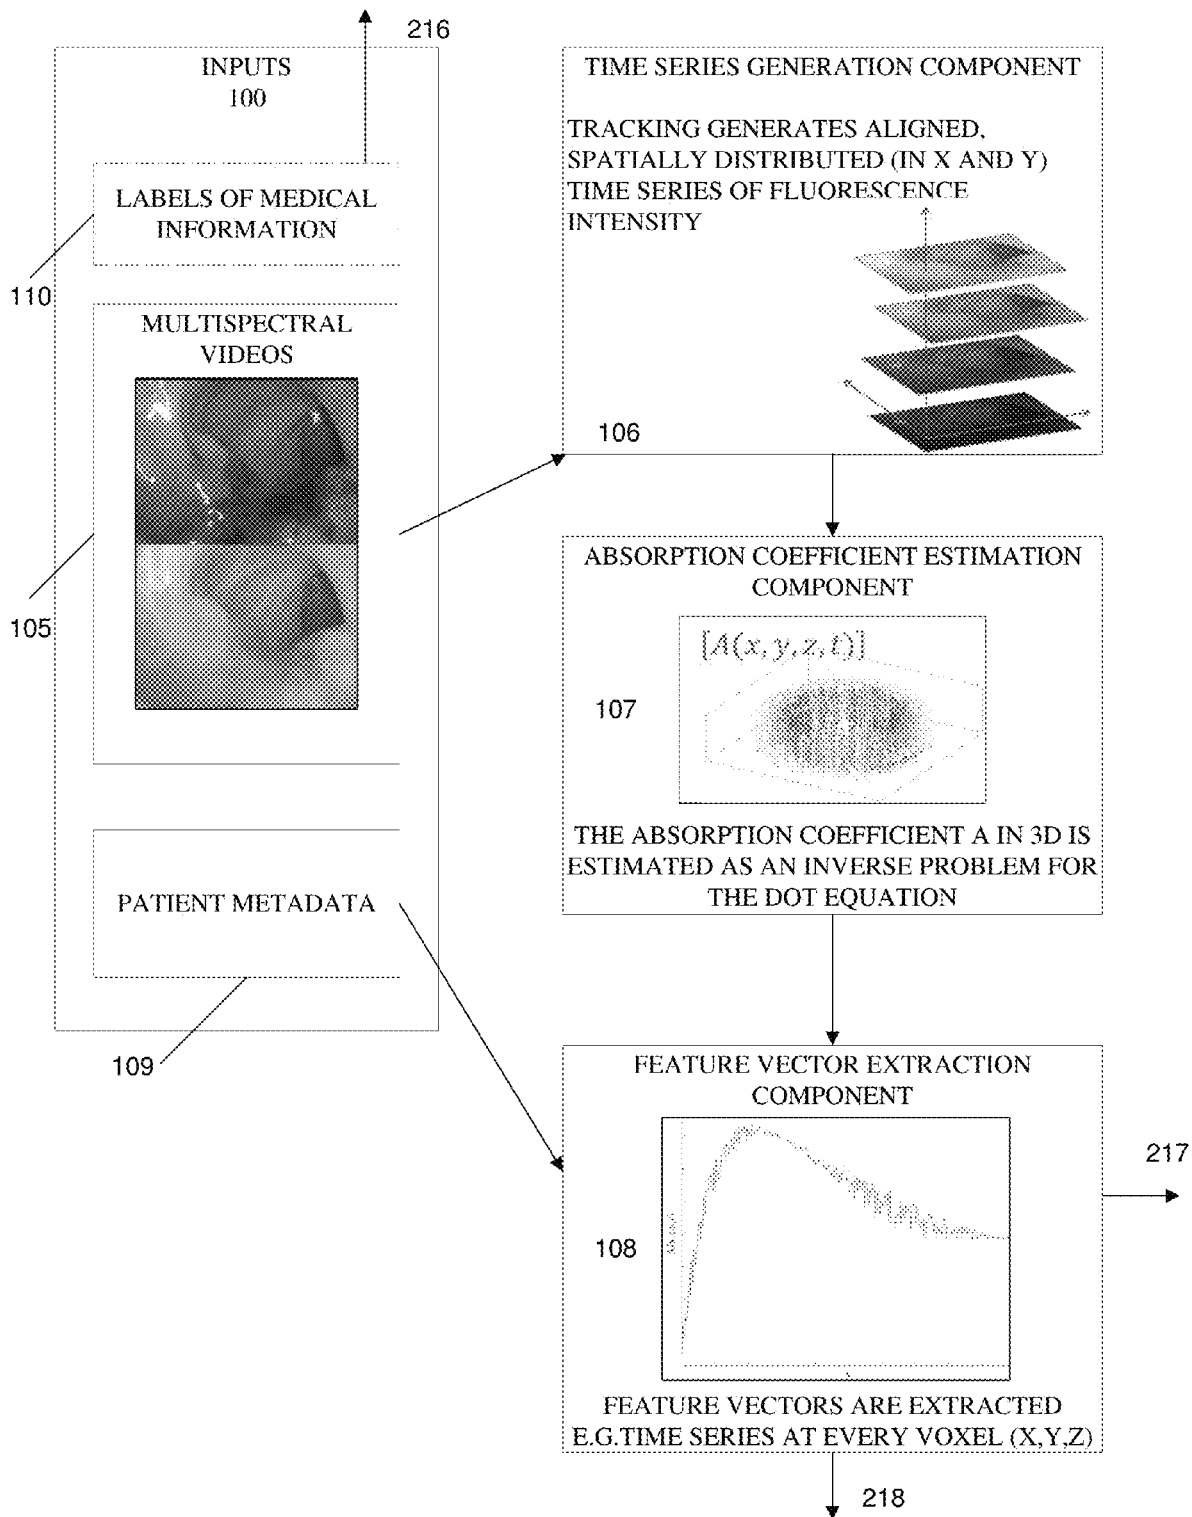 216
INPUTS
100
LABELS OF MEDICAL
INFORMATION
110
MULTISPECTRAL
VIDEOS
105
PATIENT METADATA
109
TIME SERIES GENERATION COMPONENT
TRACKING GENERATES ALIGNED,
SPATIALLY DISTRIBUTED (IN X AND Y)
TIME SERIES OF FLUORESCENCE
INTENSITY
106
ABSORPTION COEFFICIENT ESTIMATION
COMPONENT
[A(x, y, z, t)]
107
THE ABSORPTION COEFFICIENT A IN 3D IS
ESTIMATED AS AN INVERSE PROBLEM FOR
THE DOT EQUATION
FEATURE VECTOR EXTRACTION
COMPONENT
108
217
FEATURE VECTORS ARE EXTRACTED
E.G.TIME SERIES AT EVERY VOXEL (X,Y,Z)
218